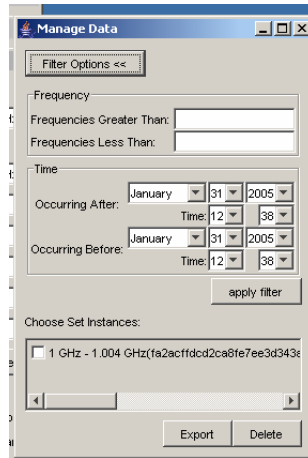 Manage Data
Filter Options <<
Frequency
Frequencies Greater Than:
Frequencies Less Than:
Time
Occurring After: January 31 2005
Time: 12 38
Occurring Before: January 31 2005
Time: 12 38
apply filter
Choose Set Instances:
1 GHz - 1.004 GHz(fa2acffdcd2ca8fe7ee3d343a
Export Delete